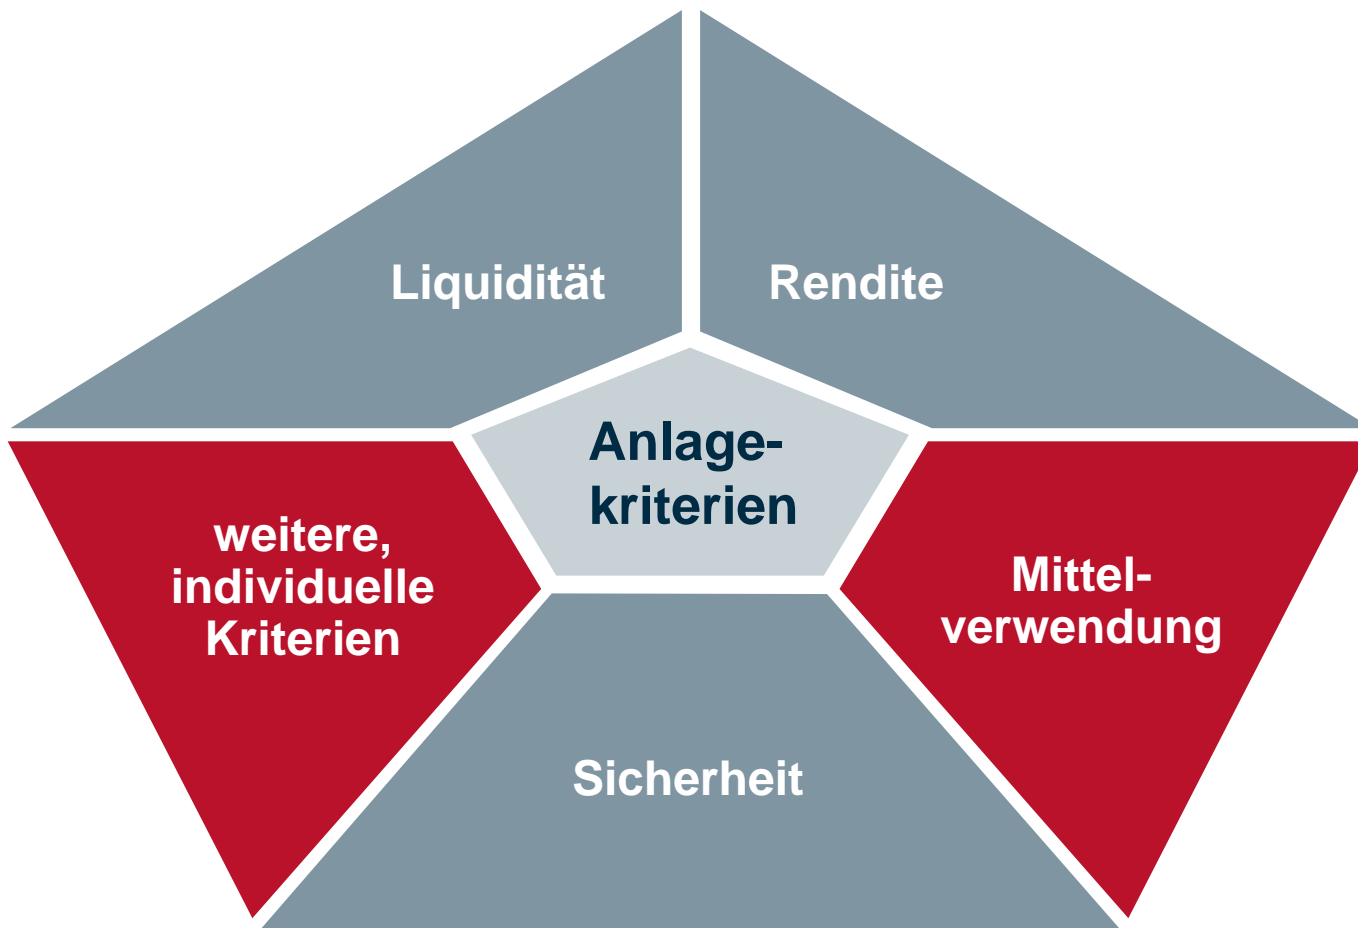 Liquidität
Rendite
Anlage-
kriterien
weitere,
individuelle
Kriterien
Mittel-
verwendung
Sicherheit